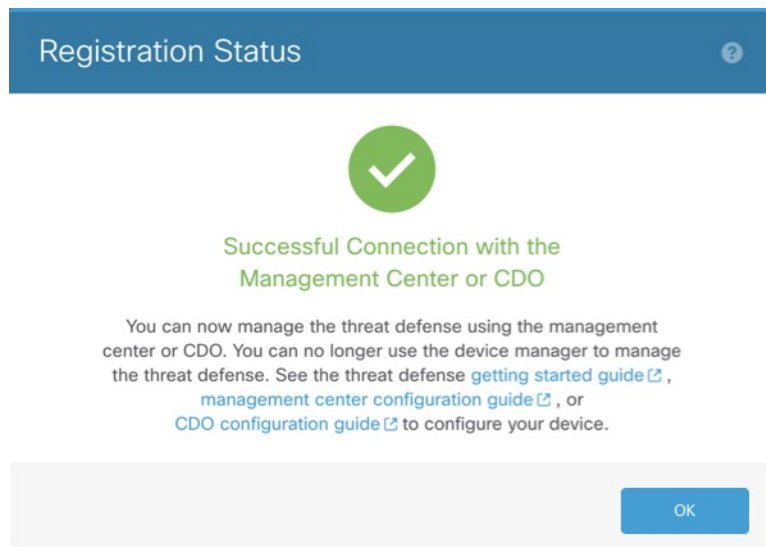 Registration Status
Successful Connection with the
Management Center or CDO
You can now manage the threat defense using the management
center or CDO. You can no longer use the device manager to manage
the threat defense. See the threat defense getting started guide ,
management center configuration guide , or
CDO configuration guide to configure your device.
OK